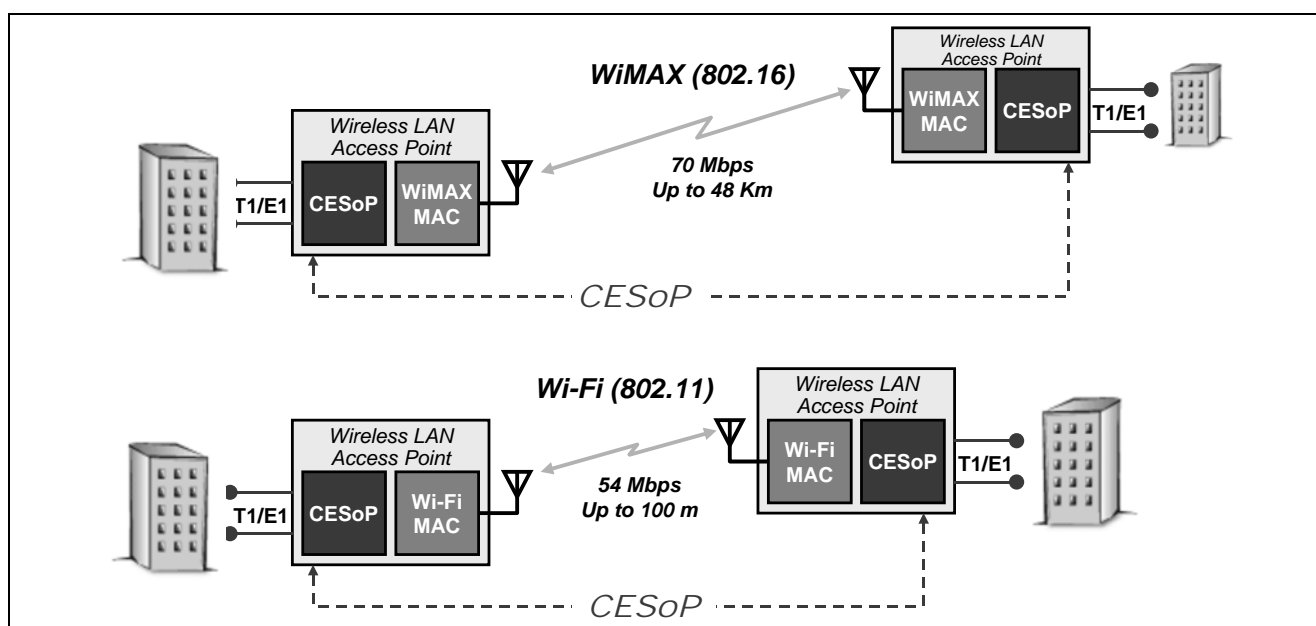 WiMAX (802.16)
Wireless LAN
Access Point
WiMAX
MAC
CESoP
T1/E1
Wireless LAN
Access Point
T1/E1
CESoP
WiMAX
MAC
70 Mbps
Up to 48 Km
CESoP
Wi-Fi (802.11)
Wireless LAN
Access Point
Wi-Fi
MAC
CESoP
T1/E1
Wireless LAN
Access Point
T1/E1
CESoP
Wi-Fi
MAC
54 Mbps
Up to 100 m
CESoP